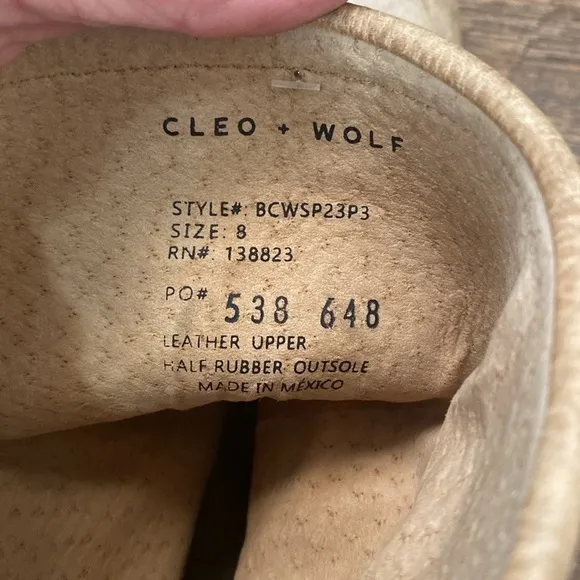 CLEO + WOLF
STYLE#: BCWSP23P3
SIZE: 8
RN#: 138823
PO# 538 648
LEATHER UPPER
HALF RUBBER OUTSOLE
MADE IN MÉXICO